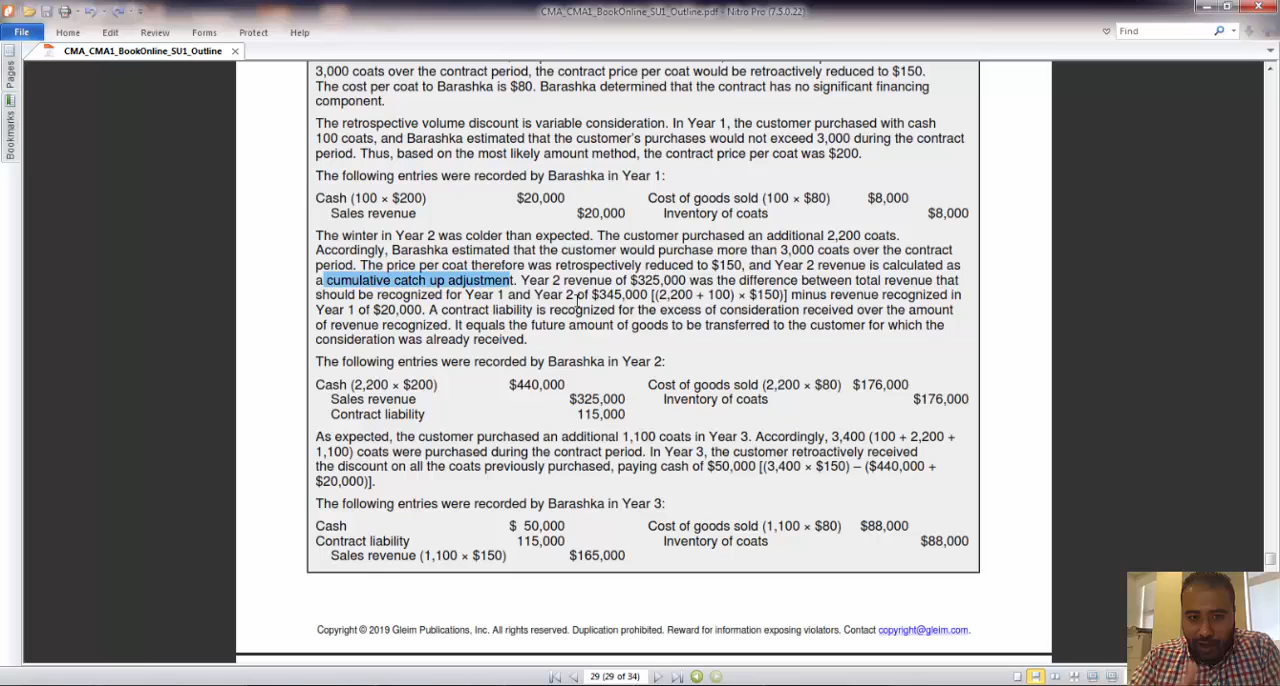 CMA_CMA1_BookOnline_SU1_Outline.pdf - Nitro Pro (7.5.0.22)
File Home Edit Review Forms Protect Help Find
CMA_CMA1_BookOnline_SU1_Outline
Pages
Bookmarks
3,000 coats over the contract period, the contract price per coat would be retroactively reduced to $150.
The cost per coat to Barashka is $80. Barashka determined that the contract has no significant financing
component.
The retrospective volume discount is variable consideration. In Year 1, the customer purchased with cash
100 coats, and Barashka estimated that the customer's purchases would not exceed 3,000 during the contract
period. Thus, based on the most likely amount method, the contract price per coat was $200.
The following entries were recorded by Barashka in Year 1:
Cash (100 × $200) $20,000 Cost of goods sold (100 × $80) $8,000
Sales revenue $20,000 Inventory of coats $8,000
The winter in Year 2 was colder than expected. The customer purchased an additional 2,200 coats.
Accordingly, Barashka estimated that the customer would purchase more than 3,000 coats over the contract
period. The price per coat therefore was retrospectively reduced to $150, and Year 2 revenue is calculated as
a cumulative catch up adjustment. Year 2 revenue of $325,000 was the difference between total revenue that
should be recognized for Year 1 and Year 2 of $345,000 [(2,200 + 100) × $150)] minus revenue recognized in
Year 1 of $20,000. A contract liability is recognized for the excess of consideration received over the amount
of revenue recognized. It equals the future amount of goods to be transferred to the customer for which the
consideration was already received.
The following entries were recorded by Barashka in Year 2:
Cash (2,200 × $200) $440,000 Cost of goods sold (2,200 × $80) $176,000
Sales revenue $325,000 Inventory of coats $176,000
Contract liability 115,000
As expected, the customer purchased an additional 1,100 coats in Year 3. Accordingly, 3,400 (100 + 2,200 +
1,100) coats were purchased during the contract period. In Year 3, the customer retroactively received
the discount on all the coats previously purchased, paying cash of $50,000 [(3,400 × $150) – ($440,000 +
$20,000)].
The following entries were recorded by Barashka in Year 3:
Cash $ 50,000 Cost of goods sold (1,100 × $80) $88,000
Contract liability 115,000 Inventory of coats $88,000
Sales revenue (1,100 × $150) $165,000
Copyright © 2019 Gleim Publications, Inc. All rights reserved. Duplication prohibited. Reward for information exposing violators. Contact copyright@gleim.com.
29 (29 of 34)